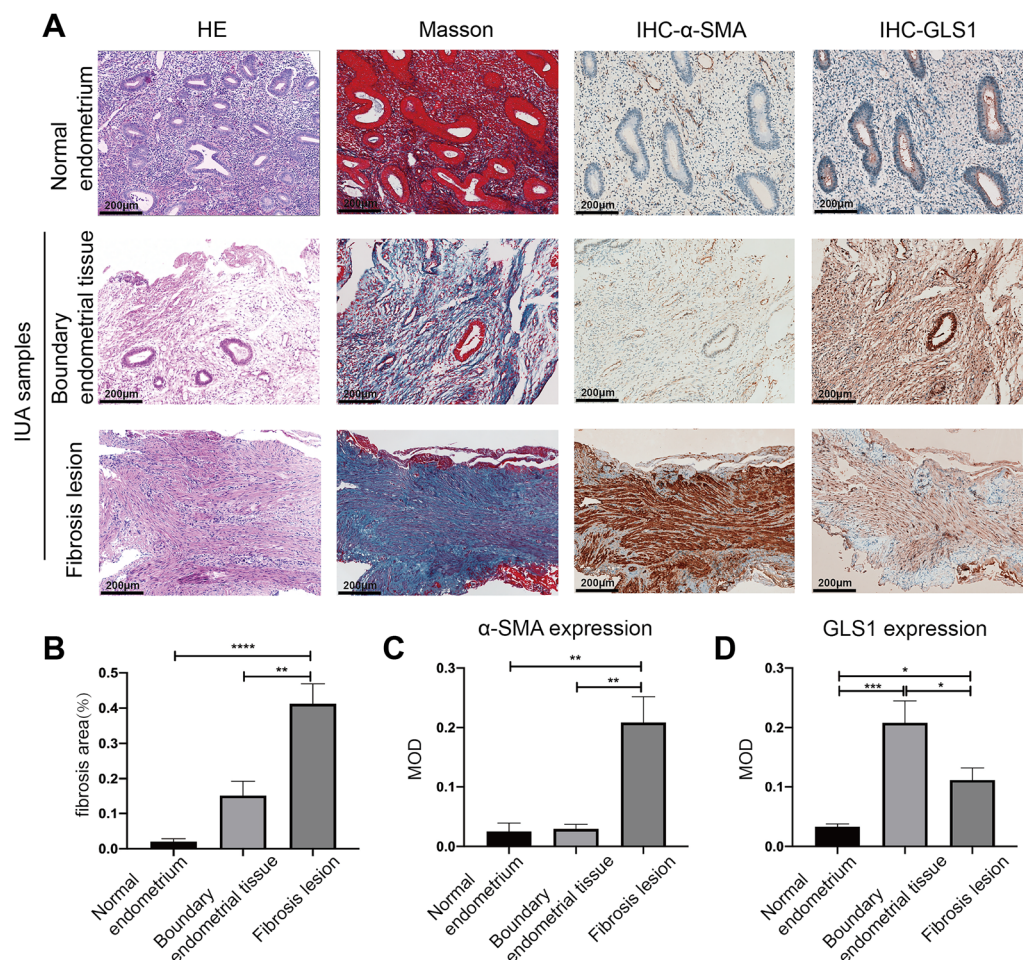 A
HE
Masson
IHC-α-SMA
IHC-GLS1
Normal
endometrium
200μm
200μm
200μm
200μm
IUA samples
Boundary
endometrial tissue
200μm
200μm
200μm
200μm
Fibrosis lesion
200μm
200μm
200μm
200μm
B
fibrosis area(%)
0.5
0.4
0.3
0.2
0.1
0.0
****
**
Normal
endometrium
Boundary
endometrial tissue
Fibrosis lesion
C
α-SMA expression
MOD
0.3
0.2
0.1
0.0
**
**
Normal
endometrium
Boundary
endometrial tissue
Fibrosis lesion
D
GLS1 expression
MOD
0.3
0.2
0.1
0.0
*
***
*
Normal
endometrium
Boundary
endometrial tissue
Fibrosis lesion